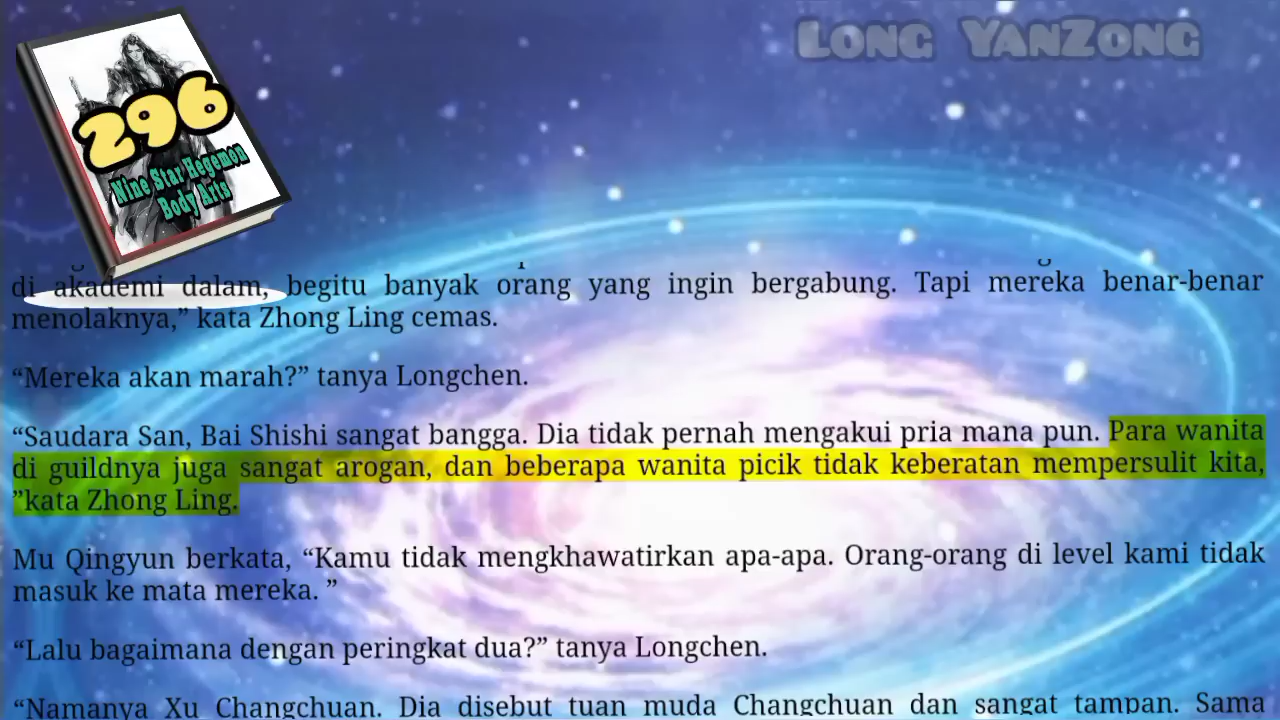 Long YanZong
296
Nine Star Hegemon
Body Arts
di akademi dalam, begitu banyak orang yang ingin bergabung. Tapi mereka benar-benar
menolaknya,” kata Zhong Ling cemas.
“Mereka akan marah?” tanya Longchen.
“Saudara San, Bai Shishi sangat bangga. Dia tidak pernah mengakui pria mana pun. Para wanita
di guildnya juga sangat arogan, dan beberapa wanita picik tidak keberatan mempersulit kita,
”kata Zhong Ling.
Mu Qingyun berkata, “Kamu tidak mengkhawatirkan apa-apa. Orang-orang di level kami tidak
masuk ke mata mereka. ”
“Lalu bagaimana dengan peringkat dua?” tanya Longchen.
“Namanya Xu Changchuan. Dia disebut tuan muda Changchuan dan sangat tampan. Sama